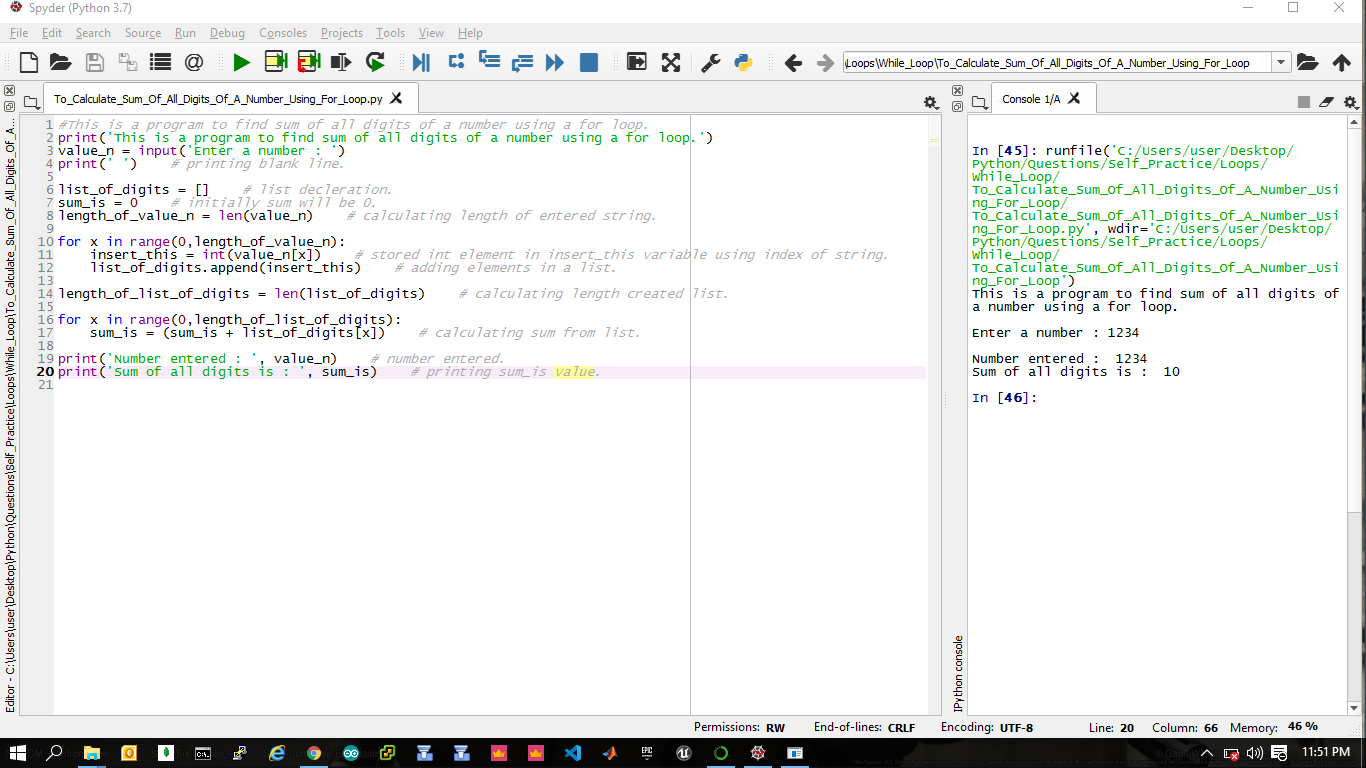 Spyder (Python 3.7)
File Edit Search Source Run Debug Consoles Projects Tools View Help
\Loops\While_Loop\To_Calculate_Sum_Of_All_Digits_Of_A_Number_Using_For_Loop
To_Calculate_Sum_Of_All_Digits_Of_A_Number_Using_For_Loop.py
Editor - C:\Users\user\Desktop\Python\Questions\Self_Practice\Loops\While_Loop\To_Calculate_Sum_Of_All_Digits_Of_A...
1 #This is a program to find sum of all digits of a number using a for loop.
2 print('This is a program to find sum of all digits of a number using a for loop.')
3 value_n = input('Enter a number : ')
4 print(' ')    # printing blank line.
5
6 list_of_digits = []    # list decleration.
7 sum_is = 0    # initially sum will be 0.
8 length_of_value_n = len(value_n)    # calculating length of entered string.
9
10 for x in range(0,length_of_value_n):
11     insert_this = int(value_n[x])    # stored int element in insert_this variable using index of string.
12     list_of_digits.append(insert_this)    # adding elements in a list.
13
14 length_of_list_of_digits = len(list_of_digits)    # calculating length created list.
15
16 for x in range(0,length_of_list_of_digits):
17     sum_is = (sum_is + list_of_digits[x])    # calculating sum from list.
18
19 print('Number entered : ', value_n)    # number entered.
20 print('Sum of all digits is : ', sum_is)    # printing sum_is value.
21
Console 1/A
In [45]: runfile('C:/Users/user/Desktop/
Python/Questions/Self_Practice/Loops/
While_Loop/
To_Calculate_Sum_Of_All_Digits_Of_A_Number_Usi
ng_For_Loop/
To_Calculate_Sum_Of_All_Digits_Of_A_Number_Usi
ng_For_Loop.py', wdir='C:/Users/user/Desktop/
Python/Questions/Self_Practice/Loops/
While_Loop/
To_Calculate_Sum_Of_All_Digits_Of_A_Number_Usi
ng_For_Loop')
This is a program to find sum of all digits of
a number using a for loop.
Enter a number : 1234
Number entered :  1234
Sum of all digits is :  10
In [46]:
IPython console
Permissions: RW End-of-lines: CRLF Encoding: UTF-8 Line: 20 Column: 66 Memory: 46 %
EPIC
GAMES
11:51 PM